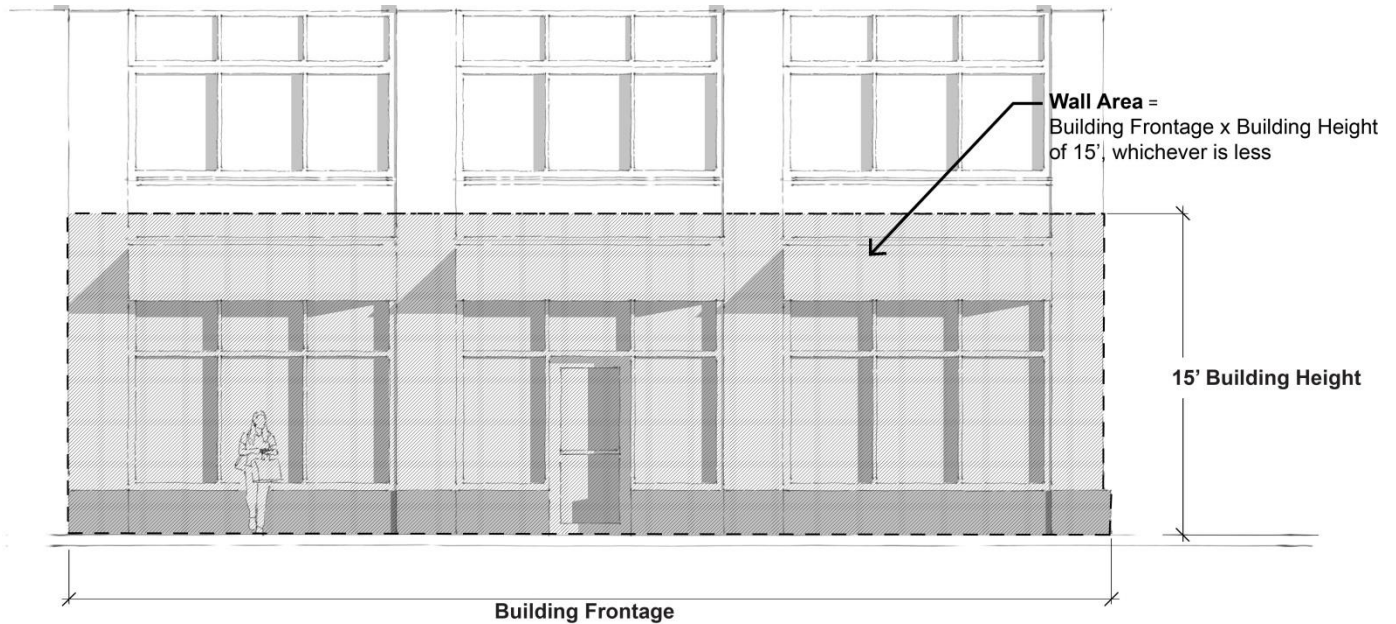 Wall Area =
Building Frontage x Building Height
of 15’, whichever is less
15’ Building Height
Building Frontage